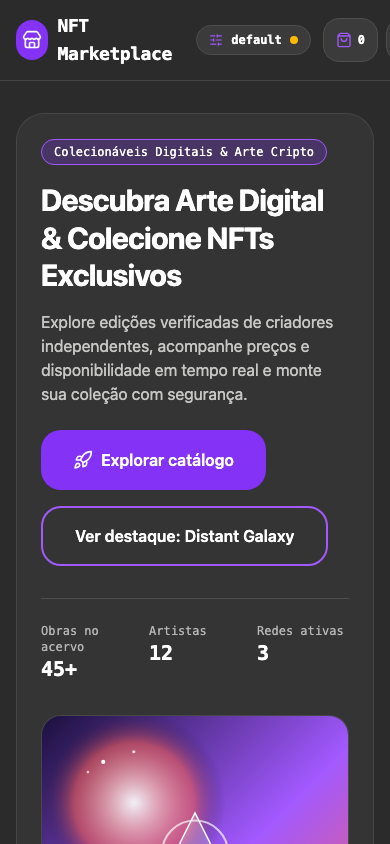 NFT
Marketplace
default
0
Colecionáveis Digitais & Arte Cripto
Descubra Arte Digital
& Colecione NFTs
Exclusivos
Explore edições verificadas de criadores
independentes, acompanhe preços e
disponibilidade em tempo real e monte
sua coleção com segurança.
Explorar catálogo
Ver destaque: Distant Galaxy
Obras no
acervo
45+
Artistas
12
Redes ativas
3